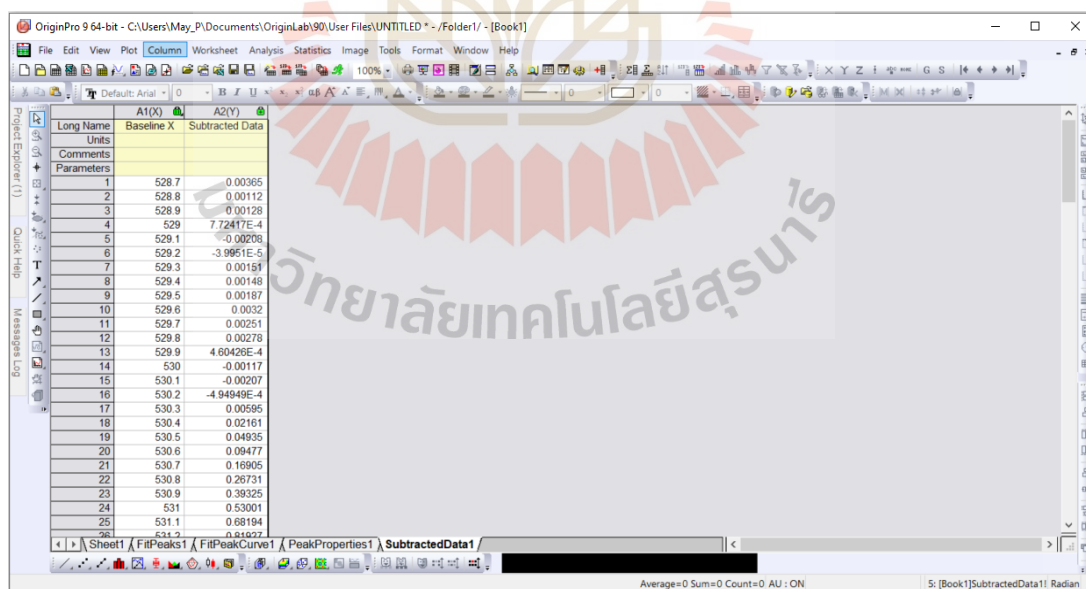 OriginPro 9 64-bit - C:\Users\May_P\Documents\OriginLab\90\User Files\UNTITLED * - /Folder1/ - [Book1]
File Edit View Plot Column Worksheet Analysis Statistics Image Tools Format Window Help
100%
X Y Z
G S
Default: Arial 0 B I U αβ A A 0 0
Project Explorer (1)
Quick Help
Messages Log
A1(X) A2(Y)
Long Name Baseline X Subtracted Data
Units
Comments
Parameters
1 528.7 0.00365
2 528.8 0.00112
3 528.9 0.00128
4 529 7.72417E-4
5 529.1 -0.00208
6 529.2 -3.9951E-5
7 529.3 0.00151
8 529.4 0.00148
9 529.5 0.00187
10 529.6 0.0032
11 529.7 0.00251
12 529.8 0.00278
13 529.9 4.60426E-4
14 530 -0.00117
15 530.1 -0.00207
16 530.2 -4.94949E-4
17 530.3 0.00595
18 530.4 0.02161
19 530.5 0.04935
20 530.6 0.09477
21 530.7 0.16905
22 530.8 0.26731
23 530.9 0.39325
24 531 0.53001
25 531.1 0.68194
26 531.2 0.81927
มหาวิทยาลัยเทคโนโลยีสุรนารี
Sheet1 FitPeaks1 FitPeakCurve1 PeakProperties1 SubtractedData1
Average=0 Sum=0 Count=0 AU : ON 5: [Book1]SubtractedData1! Radian